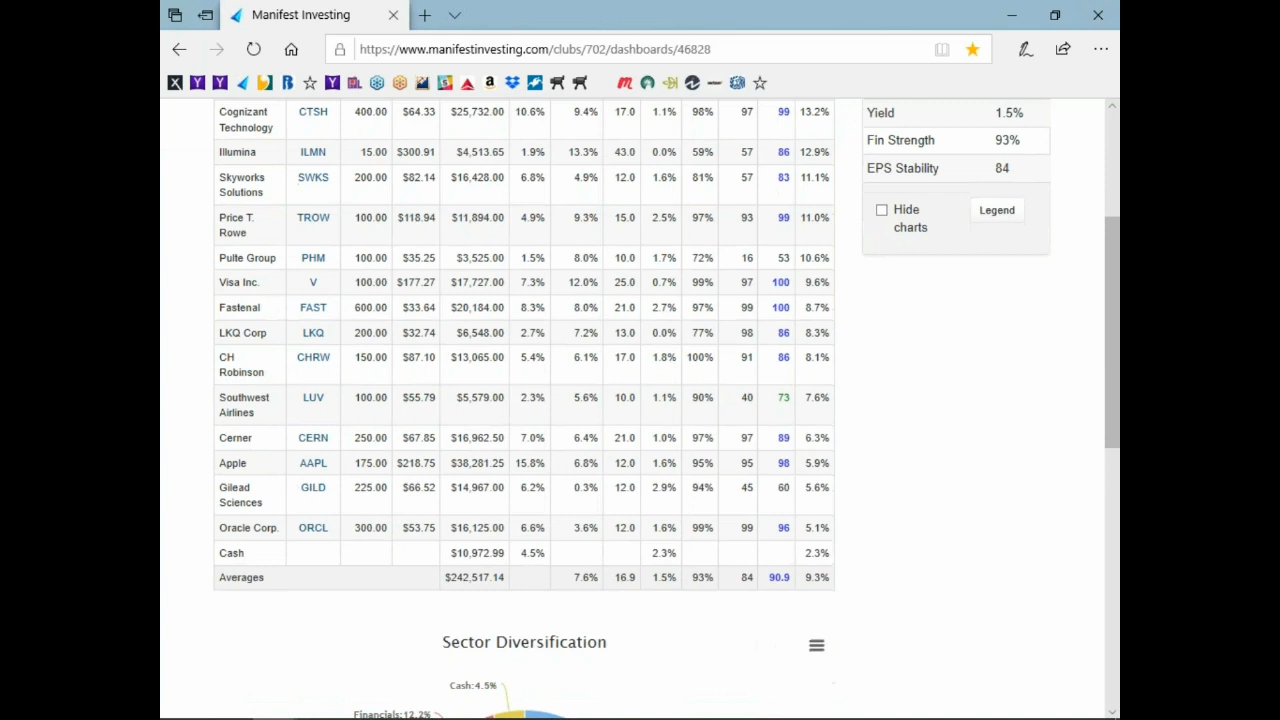 Manifest Investing
https://www.manifestinvesting.com/clubs/702/dashboards/46828
Cognizant Technology CTSH 400.00 $64.33 $25,732.00 10.6% 9.4% 17.0 1.1% 98% 97 99 13.2%
Illumina ILMN 15.00 $300.91 $4,513.65 1.9% 13.3% 43.0 0.0% 59% 57 86 12.9%
Skyworks Solutions SWKS 200.00 $82.14 $16,428.00 6.8% 4.9% 12.0 1.6% 81% 57 83 11.1%
Price T. Rowe TROW 100.00 $118.94 $11,894.00 4.9% 9.3% 15.0 2.5% 97% 93 99 11.0%
Pulte Group PHM 100.00 $35.25 $3,525.00 1.5% 8.0% 10.0 1.7% 72% 16 53 10.6%
Visa Inc. V 100.00 $177.27 $17,727.00 7.3% 12.0% 25.0 0.7% 99% 97 100 9.6%
Fastenal FAST 600.00 $33.64 $20,184.00 8.3% 8.0% 21.0 2.7% 97% 99 100 8.7%
LKQ Corp LKQ 200.00 $32.74 $6,548.00 2.7% 7.2% 13.0 0.0% 77% 98 86 8.3%
CH Robinson CHRW 150.00 $87.10 $13,065.00 5.4% 6.1% 17.0 1.8% 100% 91 86 8.1%
Southwest Airlines LUV 100.00 $55.79 $5,579.00 2.3% 5.6% 10.0 1.1% 90% 40 73 7.6%
Cerner CERN 250.00 $67.85 $16,962.50 7.0% 6.4% 21.0 1.0% 97% 97 89 6.3%
Apple AAPL 175.00 $218.75 $38,281.25 15.8% 6.8% 12.0 1.6% 95% 95 98 5.9%
Gilead Sciences GILD 225.00 $66.52 $14,967.00 6.2% 0.3% 12.0 2.9% 94% 45 60 5.6%
Oracle Corp. ORCL 300.00 $53.75 $16,125.00 6.6% 3.6% 12.0 1.6% 99% 99 96 5.1%
Cash $10,972.99 4.5% 2.3% 2.3%
Averages $242,517.14 7.6% 16.9 1.5% 93% 84 90.9 9.3%
Yield 1.5%
Fin Strength 93%
EPS Stability 84
Hide charts
Legend
Sector Diversification
Cash:4.5%
Financials:12.2%